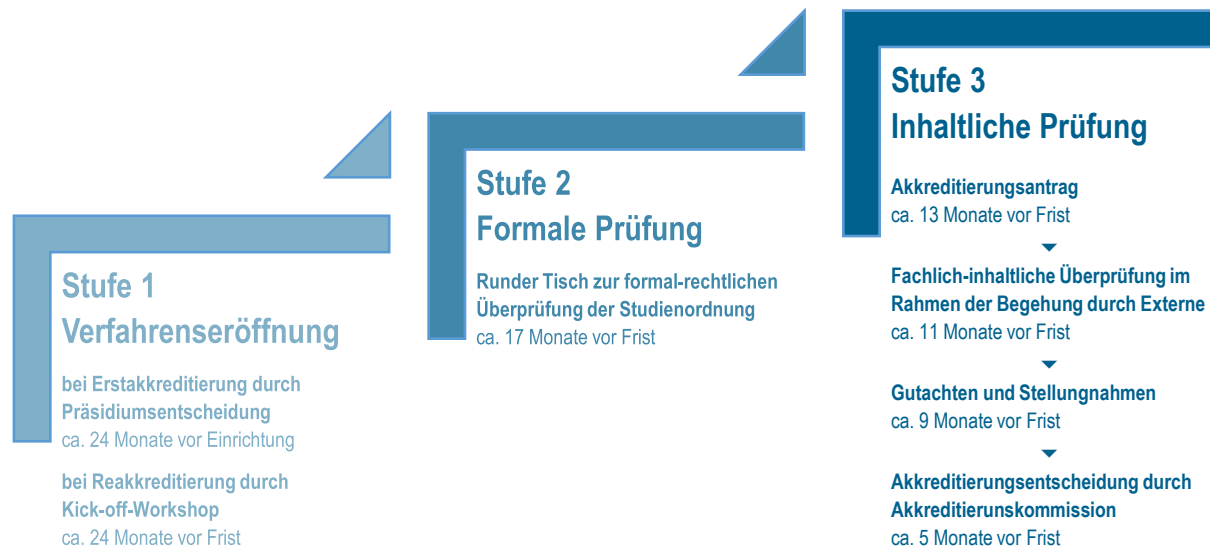 Stufe 1
Verfahrenseröffnung
bei Erstakkreditierung durch
Präsidiumsentscheidung
ca. 24 Monate vor Einrichtung
bei Reakkreditierung durch
Kick-off-Workshop
ca. 24 Monate vor Frist
Stufe 2
Formale Prüfung
Runder Tisch zur formal-rechtlichen
Überprüfung der Studienordnung
ca. 17 Monate vor Frist
Stufe 3
Inhaltliche Prüfung
Akkreditierungsantrag
ca. 13 Monate vor Frist
Fachlich-inhaltliche Überprüfung im
Rahmen der Begehung durch Externe
ca. 11 Monate vor Frist
Gutachten und Stellungnahmen
ca. 9 Monate vor Frist
Akkreditierungsentscheidung durch
Akkreditierunskommission
ca. 5 Monate vor Frist